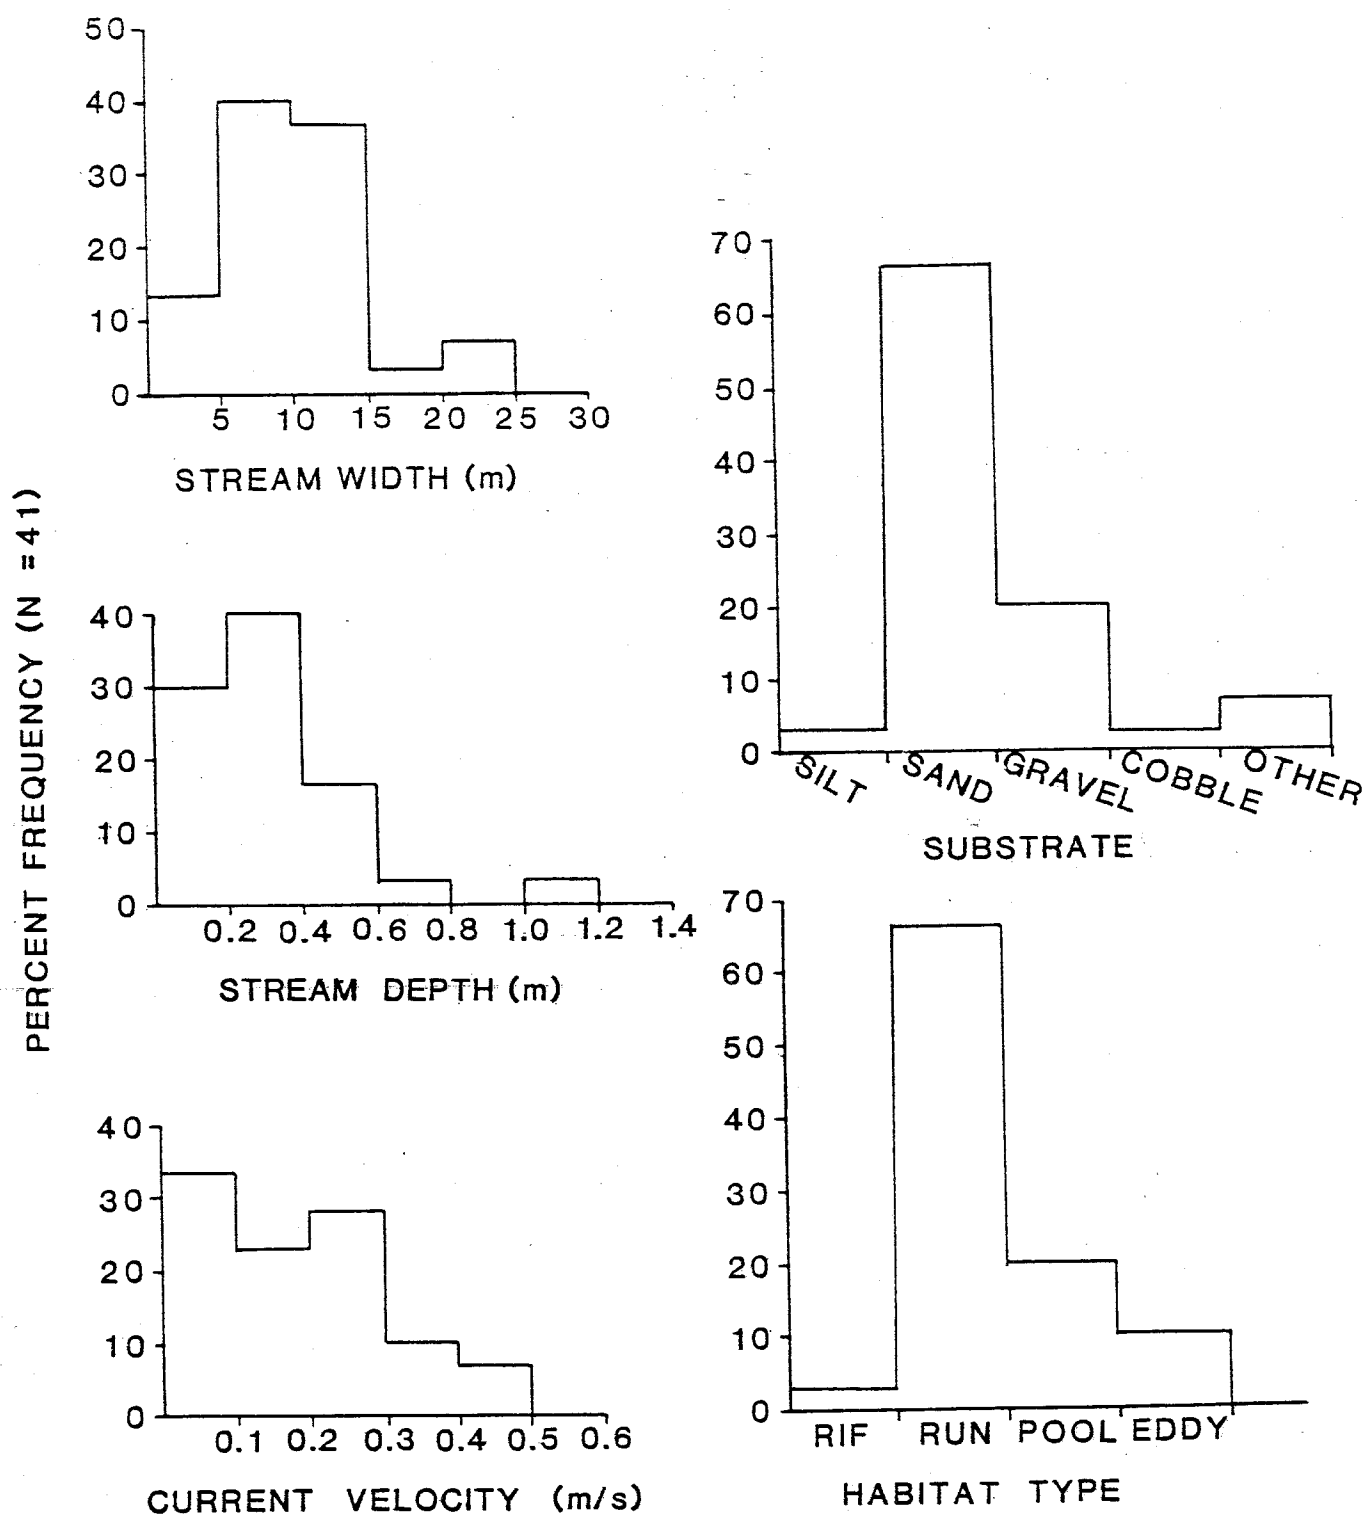 PERCENT FREQUENCY (N =41)
50
40
30
20
10
0
5 10 15 20 25 30
STREAM WIDTH (m)
40
30
20
10
0
0.2 0.4 0.6 0.8 1.0 1.2 1.4
STREAM DEPTH (m)
40
30
20
10
0
0.1 0.2 0.3 0.4 0.5 0.6
CURRENT VELOCITY (m/s)
70
60
50
40
30
20
10
0
SILT SAND GRAVEL COBBLE OTHER
SUBSTRATE
70
60
50
40
30
20
10
0
RIF RUN POOL EDDY
HABITAT TYPE